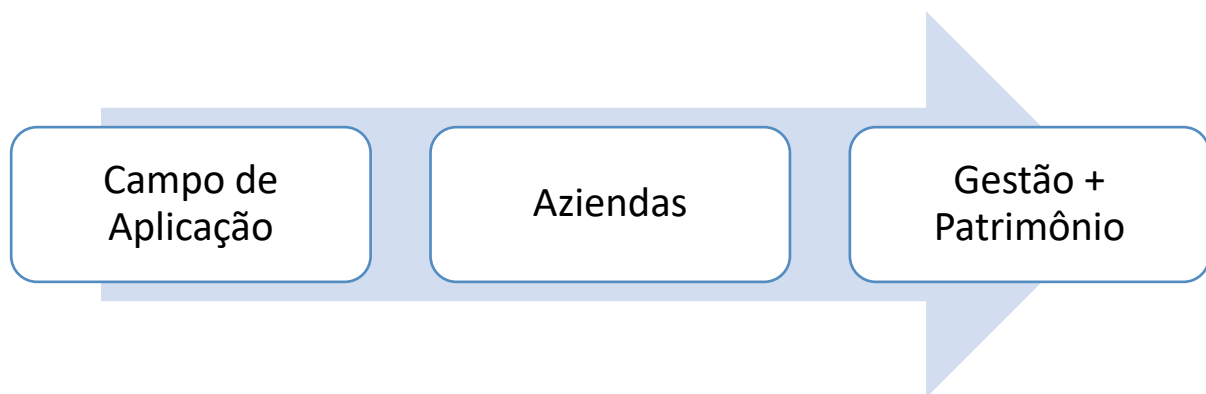 Campo de
Aplicação
Aziendas
Gestão +
Patrimônio